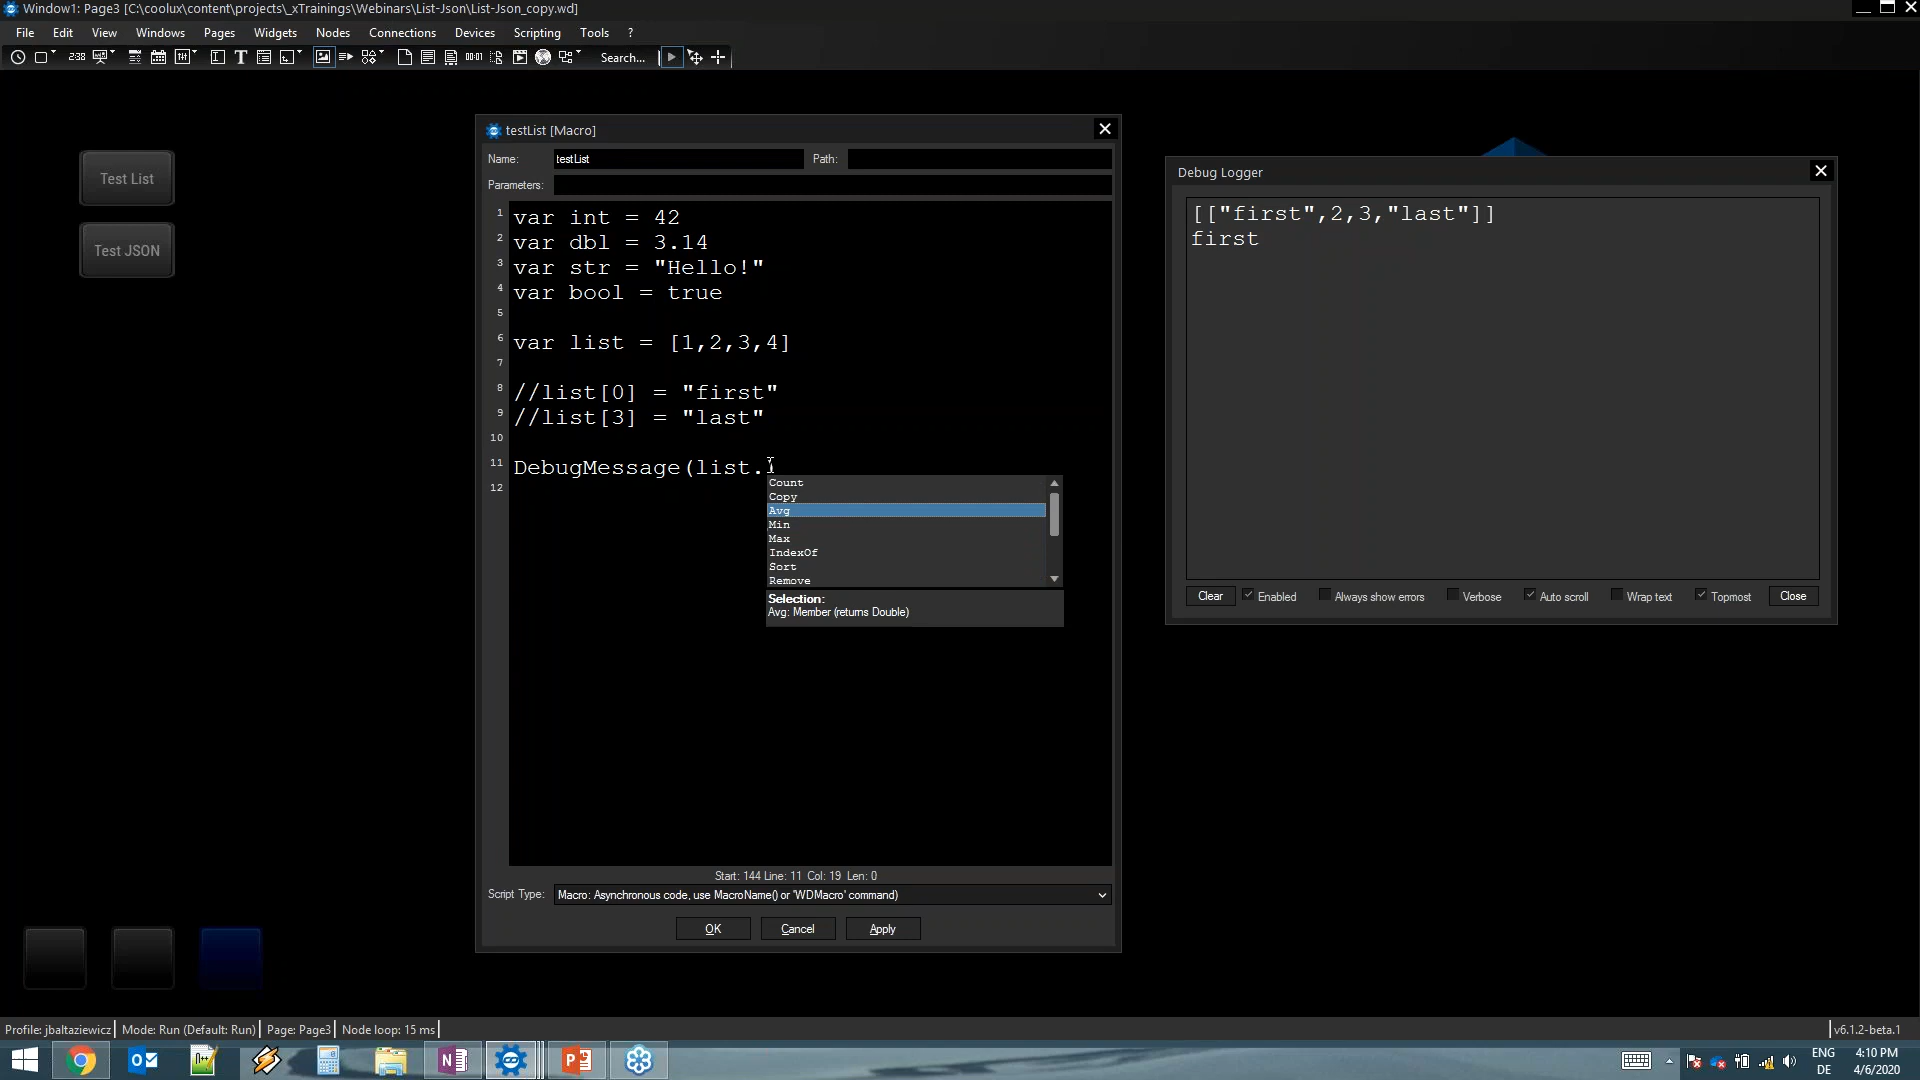 Window1: Page3 [C:\coolux\content\projects\_xTrainings\Webinars\List-Json\List-Json_copy.wd]
File Edit View Windows Pages Widgets Nodes Connections Devices Scripting Tools ?
Search...
Test List
Test JSON
testList [Macro]
Name: testList Path:
Parameters:
1 var int = 42
2 var dbl = 3.14
3 var str = "Hello!"
4 var bool = true
5
6 var list = [1,2,3,4]
7
8 //list[0] = "first"
9 //list[3] = "last"
10
11 DebugMessage(list.
12
Count
Copy
Avg
Min
Max
IndexOf
Sort
Remove
Selection:
Avg: Member (returns Double)
Start: 144 Line: 11 Col: 19 Len: 0
Script Type: Macro: Asynchronous code, use MacroName() or 'WDMacro' command)
OK Cancel Apply
Debug Logger
[["first",2,3,"last"]]
first
Clear Enabled Always show errors Verbose Auto scroll Wrap text Topmost Close
Profile: jbaltaziewicz Mode: Run (Default: Run) Page: Page3 Node loop: 15 ms
v6.1.2-beta.1
ENG 4:10 PM
DE 4/6/2020